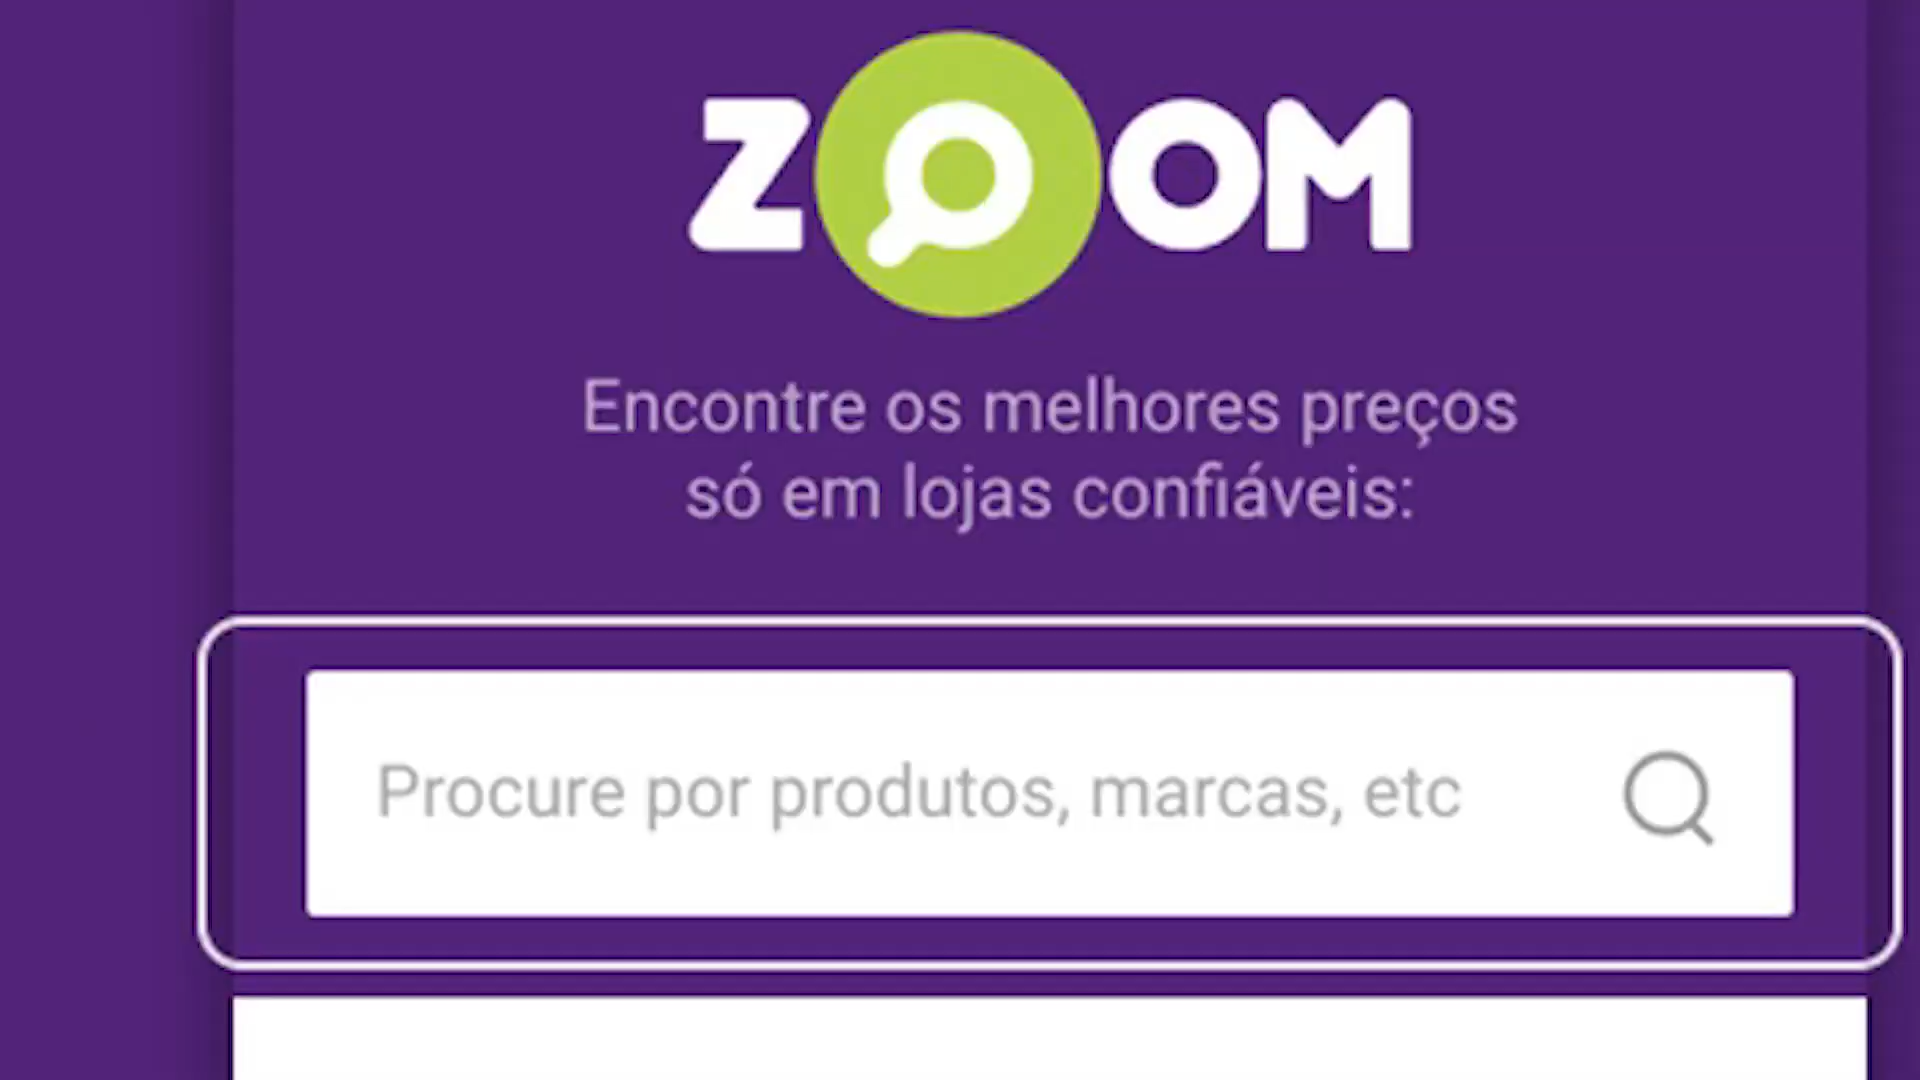 ZOOM
Encontre os melhores preços
só em lojas confiáveis:
Procure por produtos, marcas, etc